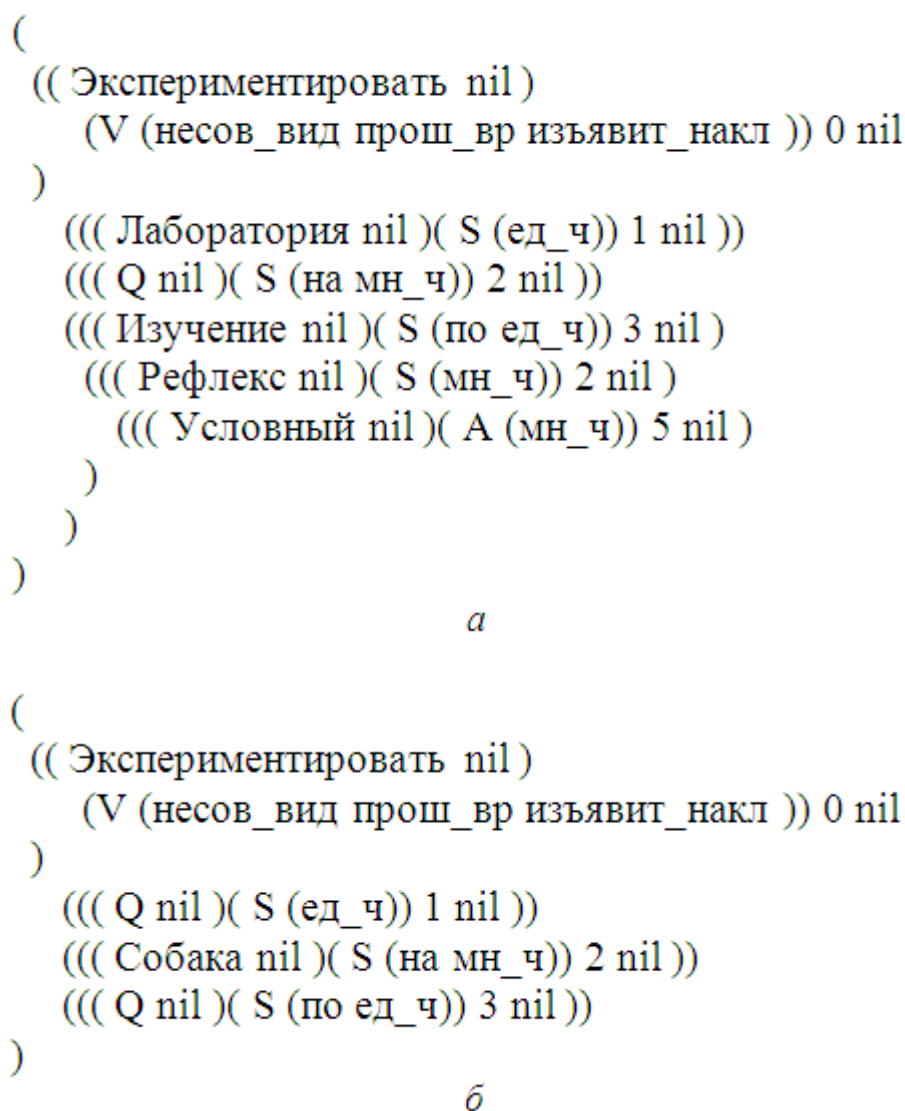 (
(( Экспериментировать nil )
(V (несов_вид прош_вр изъявит_накл )) 0 nil
)
((( Лаборатория nil )( S (ед_ч)) 1 nil ))
((( Q nil )( S (на мн_ч)) 2 nil ))
((( Изучение nil )( S (по ед_ч)) 3 nil )
((( Рефлекс nil )( S (мн_ч)) 2 nil )
((( Условный nil )( A (мн_ч)) 5 nil )
)
)
)
а
(
(( Экспериментировать nil )
(V (несов_вид прош_вр изъявит_накл )) 0 nil
)
((( Q nil )( S (ед_ч)) 1 nil ))
((( Собака nil )( S (на мн_ч)) 2 nil ))
((( Q nil )( S (по ед_ч)) 3 nil ))
)
б